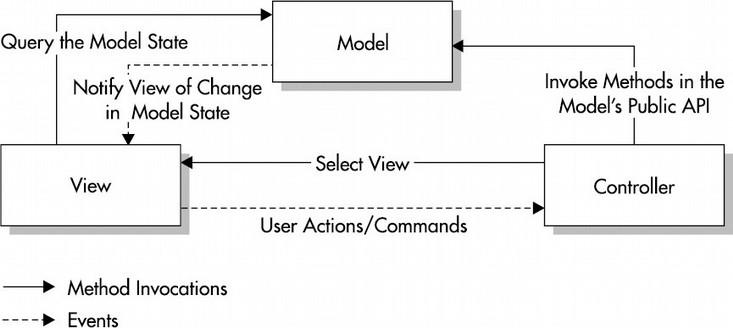 Query the Model State
Model
Notify View of Change
in Model State
Invoke Methods in the
Model's Public API
View
Select View
Controller
User Actions/Commands
Method Invocations
Events